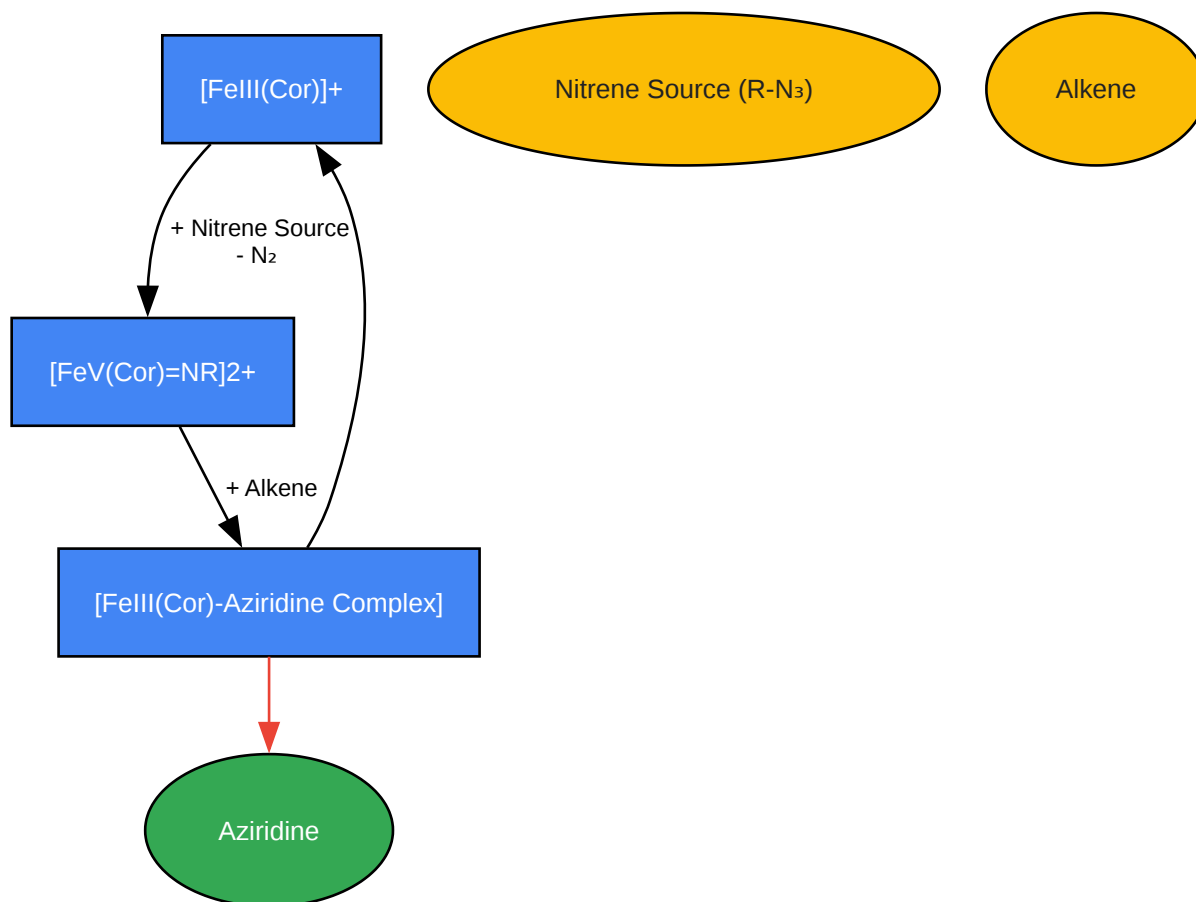 [FeIII(Cor)]+
Nitrene Source (R-N₃)
Alkene
+ Nitrene Source
- N₂
[FeV(Cor)=NR]2+
+ Alkene
[FeIII(Cor)-Aziridine Complex]
Aziridine